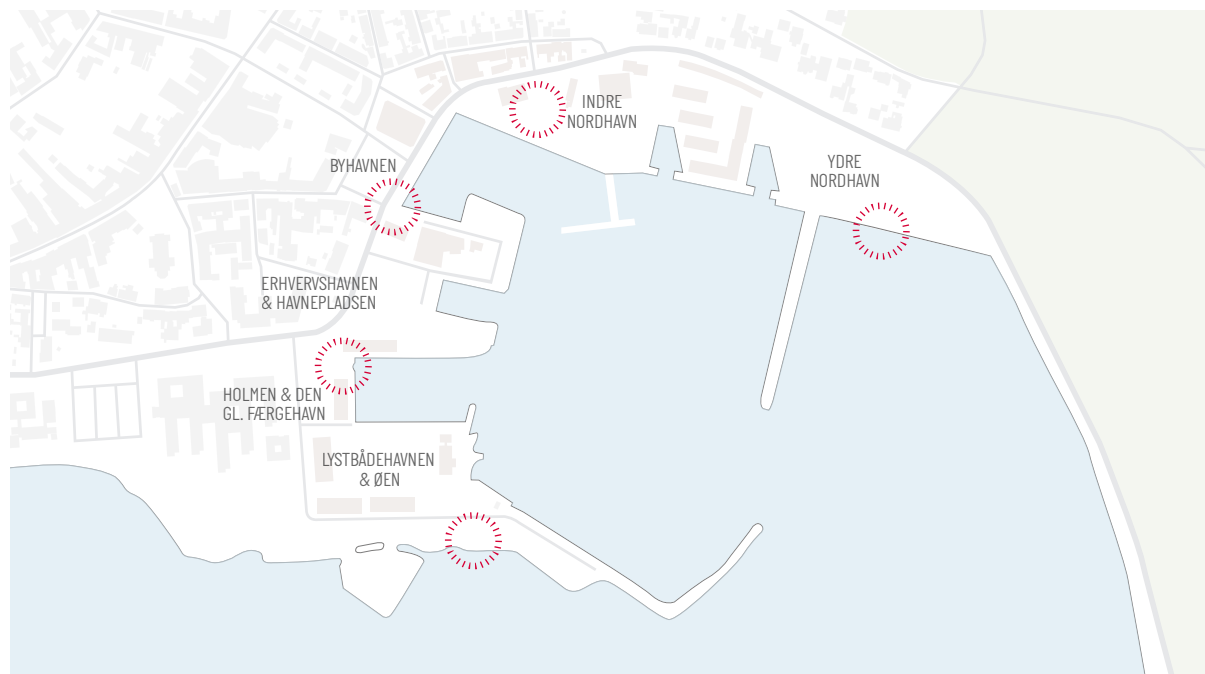 INDRE
NORDHAVN
BYHAVNEN
YDRE
NORDHAVN
ERHVERVSHAVNEN
& HAVNEPLADSEN
HOLMEN & DEN
GL. FÆRGEHAVN
LYSTBÅDEHAVNEN
& ØEN